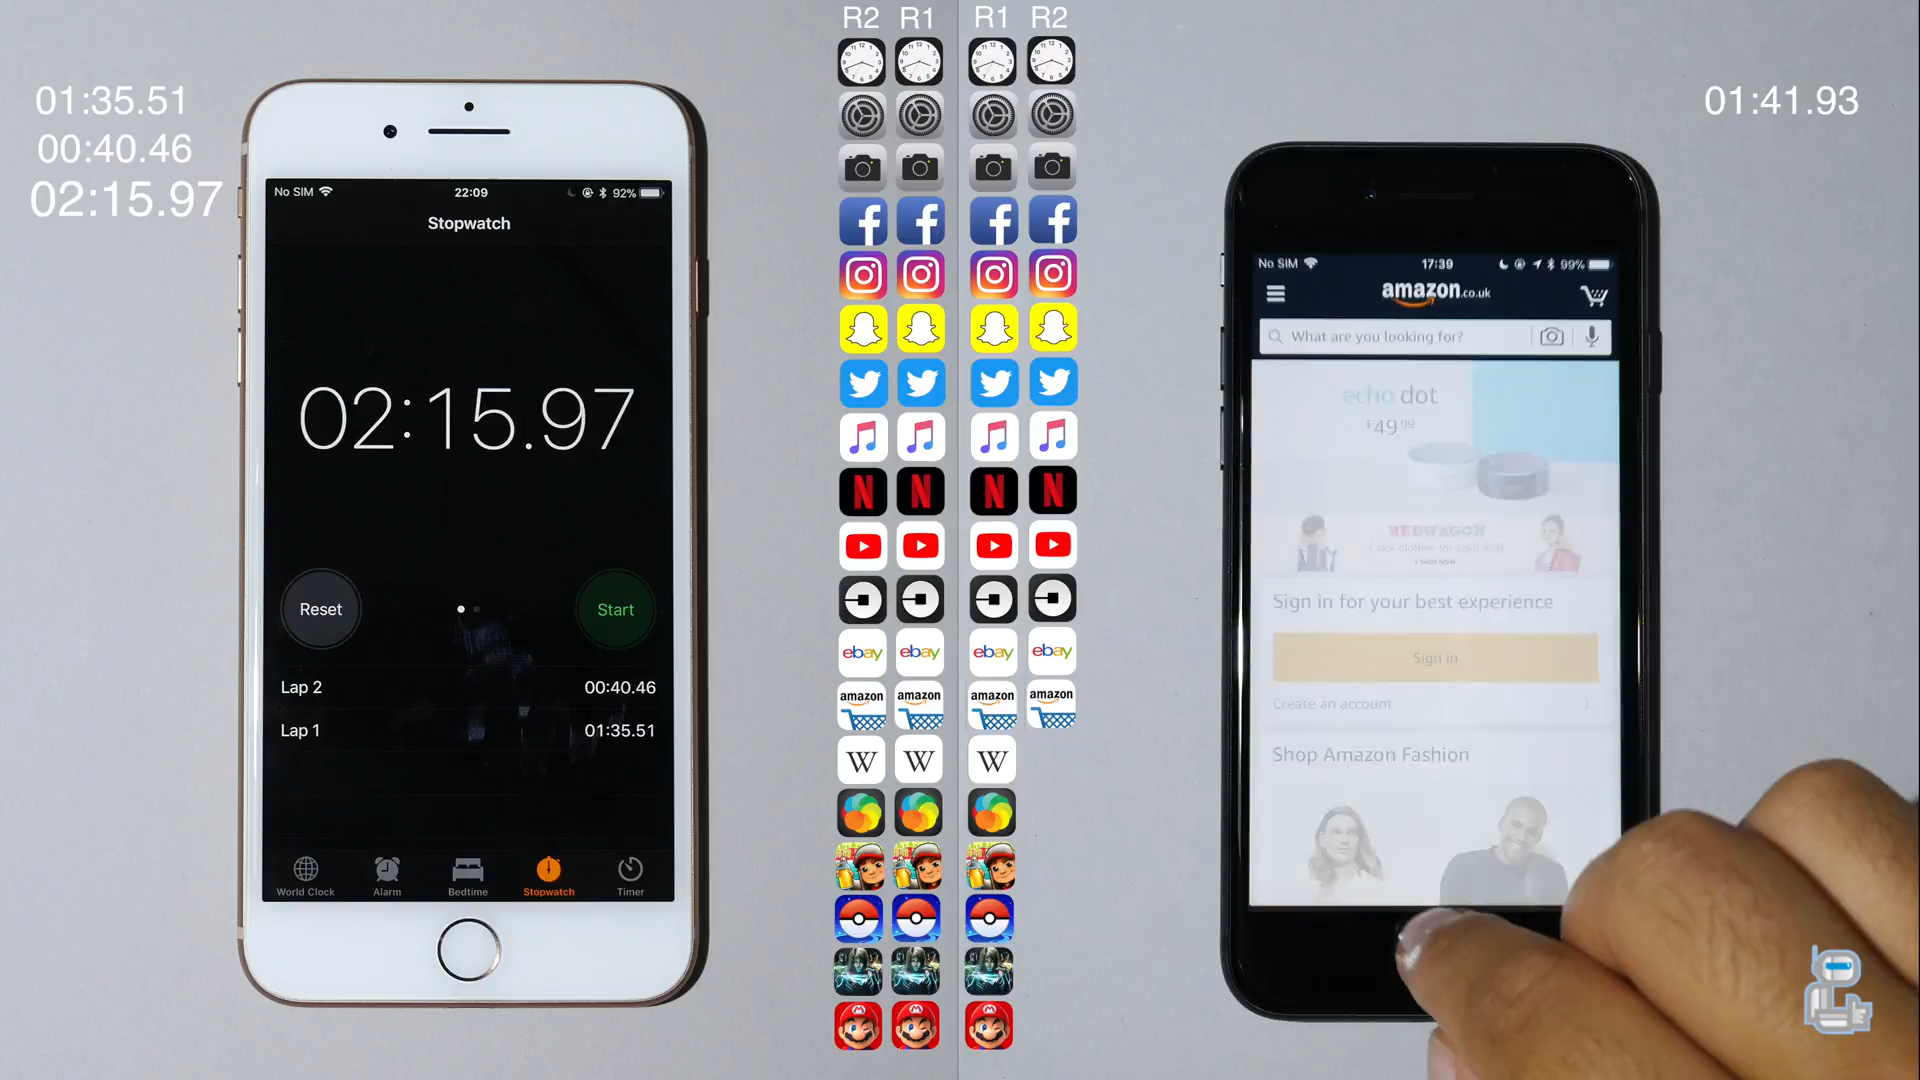 R2 R1 R1 R2
01:35.51
00:40.46
02:15.97
01:41.93
No SIM 22:09 92%
Stopwatch
02:15.97
Reset Start
Lap 2 00:40.46
Lap 1 01:35.51
World Clock Alarm Bedtime Stopwatch Timer
N N N N
ebay ebay ebay ebay
amazon amazon amazon amazon
W W W
No SIM 17:39 99%
amazon.co.uk
What are you looking for?
echo dot
£49.99
REDWAGON
Sign in for your best experience
Sign in
Create an account
Shop Amazon Fashion